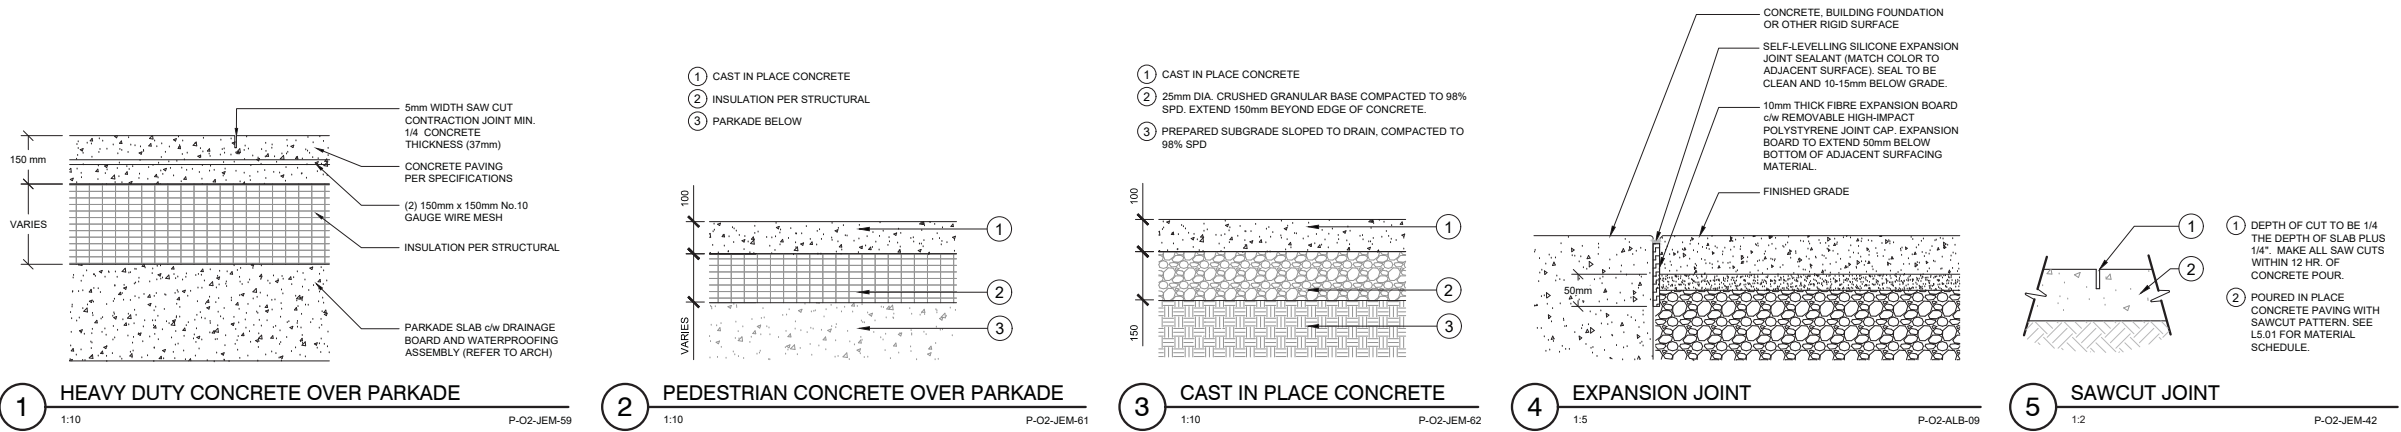 5mm WIDTH SAW CUT
CONTRACTION JOINT MIN.
1/4 CONCRETE
THICKNESS (37mm)
150 mm
CONCRETE PAVING
PER SPECIFICATIONS
(2) 150mm x 150mm No.10
GAUGE WIRE MESH
VARIES
INSULATION PER STRUCTURAL
PARKADE SLAB c/w DRAINAGE
BOARD AND WATERPROOFING
ASSEMBLY (REFER TO ARCH)
1 HEAVY DUTY CONCRETE OVER PARKADE
1:10 P-O2-JEM-59
1 CAST IN PLACE CONCRETE
2 INSULATION PER STRUCTURAL
3 PARKADE BELOW
100
1
2
3
VARIES
2 PEDESTRIAN CONCRETE OVER PARKADE
1:10 P-O2-JEM-61
1 CAST IN PLACE CONCRETE
2 25mm DIA. CRUSHED GRANULAR BASE COMPACTED TO 98%
SPD. EXTEND 150mm BEYOND EDGE OF CONCRETE.
3 PREPARED SUBGRADE SLOPED TO DRAIN, COMPACTED TO
98% SPD
100
1
2
3
150
3 CAST IN PLACE CONCRETE
1:10 P-O2-JEM-62
CONCRETE, BUILDING FOUNDATION
OR OTHER RIGID SURFACE
SELF-LEVELLING SILICONE EXPANSION
JOINT SEALANT (MATCH COLOR TO
ADJACENT SURFACE). SEAL TO BE
CLEAN AND 10-15mm BELOW GRADE.
10mm THICK FIBRE EXPANSION BOARD
c/w REMOVABLE HIGH-IMPACT
POLYSTYRENE JOINT CAP. EXPANSION
BOARD TO EXTEND 50mm BELOW
BOTTOM OF ADJACENT SURFACING
MATERIAL.
FINISHED GRADE
50mm
4 EXPANSION JOINT
1:5 P-O2-ALB-09
1
2
1 DEPTH OF CUT TO BE 1/4
THE DEPTH OF SLAB PLUS
1/4". MAKE ALL SAW CUTS
WITHIN 12 HR. OF
CONCRETE POUR.
2 POURED IN PLACE
CONCRETE PAVING WITH
SAWCUT PATTERN. SEE
L5.01 FOR MATERIAL
SCHEDULE.
5 SAWCUT JOINT
1:2 P-O2-JEM-42